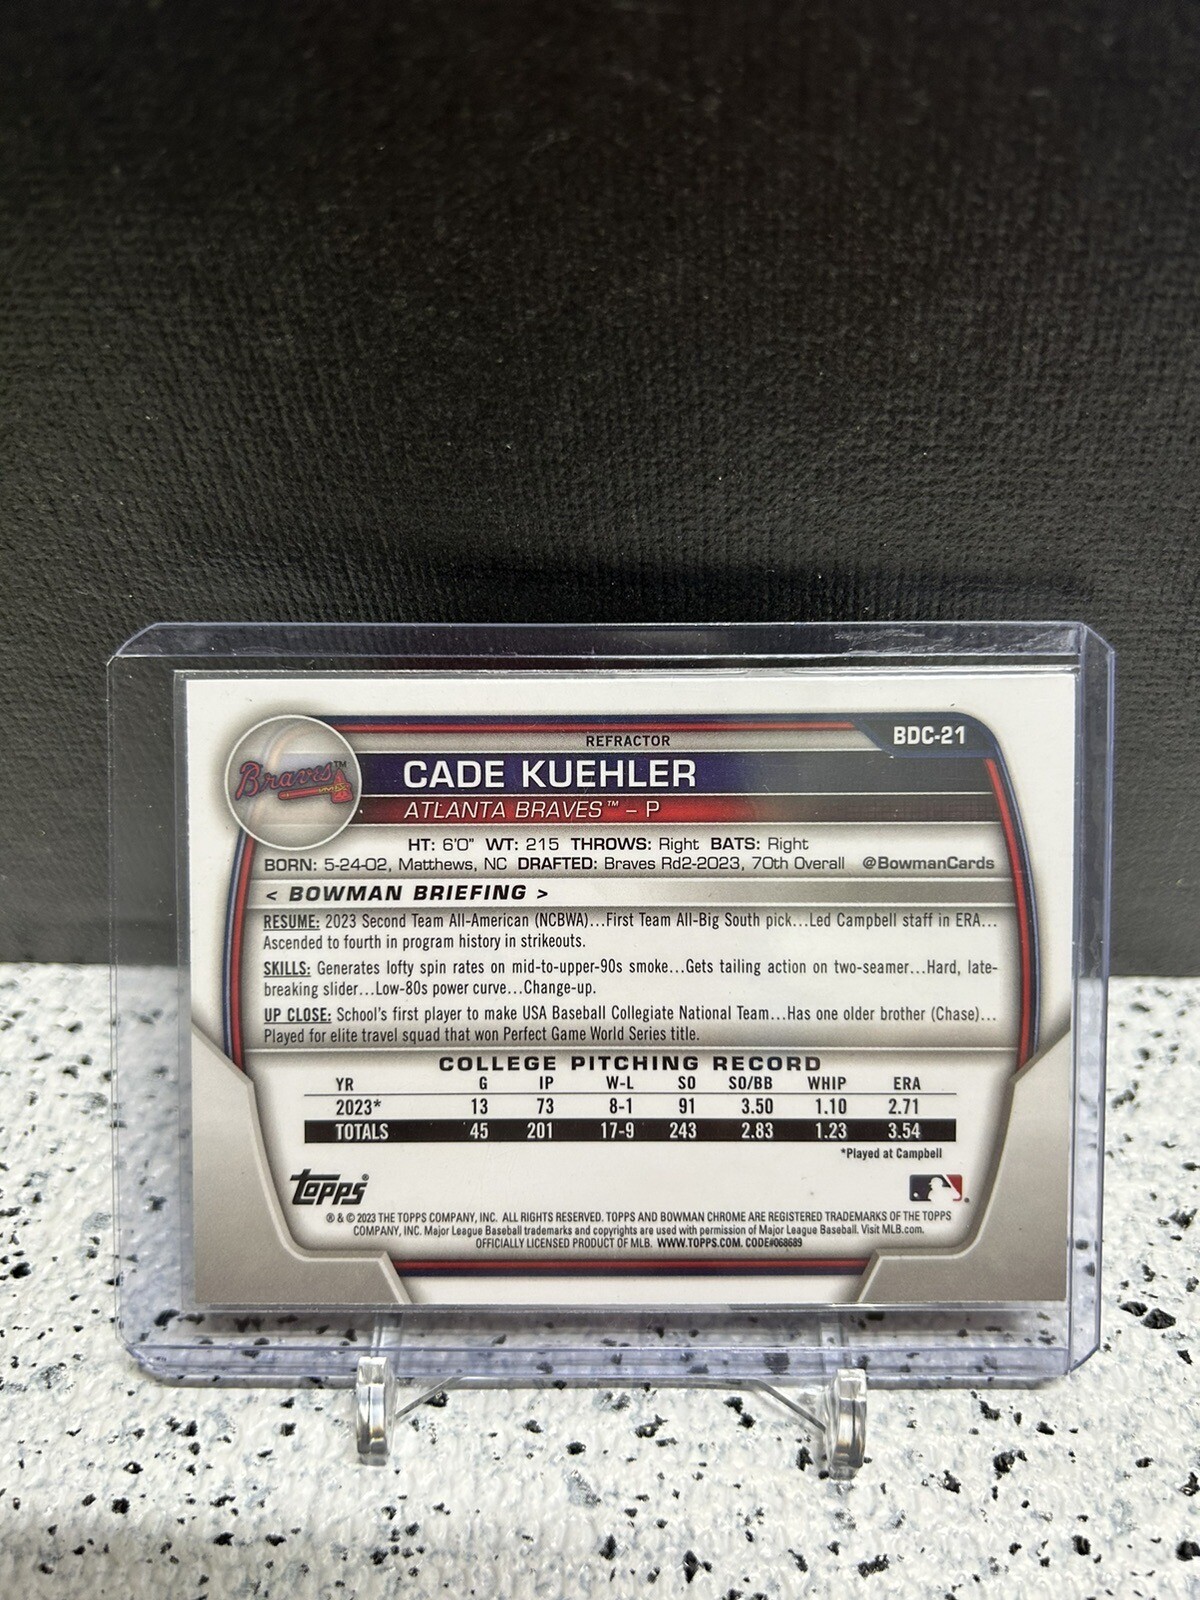 BDC-21
REFRACTOR
Braves™
CADE KUEHLER
ATLANTA BRAVES™ – P
HT: 6'0" WT: 215 THROWS: Right BATS: Right
BORN: 5-24-02, Matthews, NC DRAFTED: Braves Rd2-2023, 70th Overall @BowmanCards
< BOWMAN BRIEFING >
RESUME: 2023 Second Team All-American (NCBWA)...First Team All-Big South pick...Led Campbell staff in ERA...
Ascended to fourth in program history in strikeouts.
SKILLS: Generates lofty spin rates on mid-to-upper-90s smoke...Gets tailing action on two-seamer...Hard, late-
breaking slider...Low-80s power curve...Change-up.
UP CLOSE: School's first player to make USA Baseball Collegiate National Team...Has one older brother (Chase)...
Played for elite travel squad that won Perfect Game World Series title.
COLLEGE PITCHING RECORD
YR G IP W-L SO SO/BB WHIP ERA
2023* 13 73 8-1 91 3.50 1.10 2.71
TOTALS 45 201 17-9 243 2.83 1.23 3.54
*Played at Campbell
Topps®
® & © 2023 THE TOPPS COMPANY, INC. ALL RIGHTS RESERVED. TOPPS AND BOWMAN CHROME ARE REGISTERED TRADEMARKS OF THE TOPPS
COMPANY, INC. Major League Baseball trademarks and copyrights are used with permission of Major League Baseball. Visit MLB.com.
OFFICIALLY LICENSED PRODUCT OF MLB. WWW.TOPPS.COM. CODE#068689